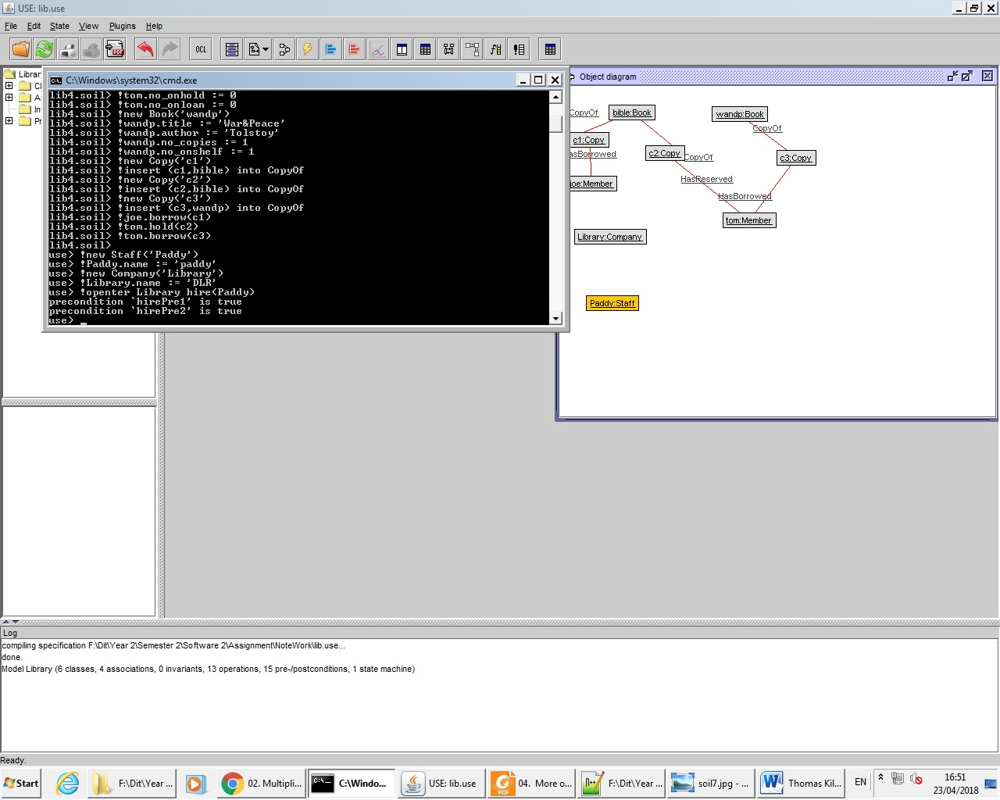 USE: lib.use
File Edit State View Plugins Help
PDF OCL
Librar
Cl
A
In
Pr
C:\Windows\system32\cmd.exe
lib4.soil> !tom.no_onhold := 0
lib4.soil> !tom.no_onloan := 0
lib4.soil> !new Book('wandp')
lib4.soil> !wandp.title := 'War&Peace'
lib4.soil> !wandp.author := 'Tolstoy'
lib4.soil> !wandp.no_copies := 1
lib4.soil> !wandp.no_onshelf := 1
lib4.soil> !new Copy('c1')
lib4.soil> !insert (c1,bible) into CopyOf
lib4.soil> !new Copy('c2')
lib4.soil> !insert (c2,bible) into CopyOf
lib4.soil> !new Copy('c3')
lib4.soil> !insert (c3,wandp) into CopyOf
lib4.soil> !joe.borrow(c1)
lib4.soil> !tom.hold(c2)
lib4.soil> !tom.borrow(c3)
lib4.soil>
use> !new Staff('Paddy')
use> !Paddy.name := 'paddy'
use> !new Company('Library')
use> !Library.name := 'DLR'
use> !openter Library hire(Paddy)
precondition `hirePre1' is true
precondition `hirePre2' is true
use> _
Object diagram
CopyOf bible:Book wandp:Book
CopyOf
c1:Copy
asBorrowed c2:Copy CopyOf c3:Copy
joe:Member HasReserved
HasBorrowed
tom:Member
Library:Company
Paddy:Staff
Log
compiling specification F:\Dit\Year 2\Semester 2\Software 2\Assignment\NoteWork\lib.use...
done.
Model Library (6 classes, 4 associations, 0 invariants, 13 operations, 15 pre-/postconditions, 1 state machine)
Ready.
Start F:\Dit\Year ... 02. Multipli... C:\Windo... USE: lib.use PDF 04. More o... F:\Dit\Year ... soil7.jpg - ... Thomas Kil... EN 16:51
23/04/2018